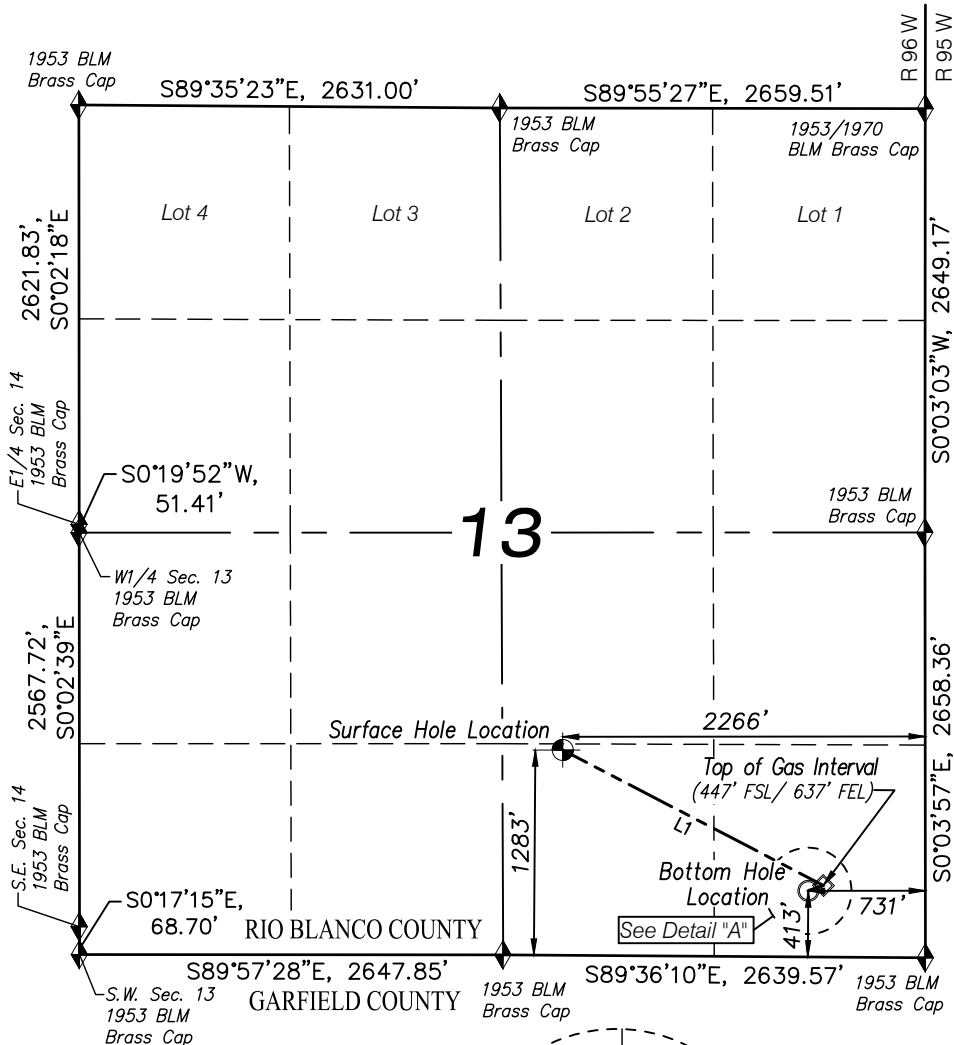 R 96 W
R 95 W
1953 BLM
Brass Cap
S89°35'23"E, 2631.00'
S89°55'27"E, 2659.51'
1953 BLM
Brass Cap
1953/1970
BLM Brass Cap
Lot 4
Lot 3
Lot 2
Lot 1
2621.83',
S0°02'18"E
2649.17'
S0°03'03"W,
E1/4 Sec. 14
1953 BLM
Brass Cap
S0°19'52"W,
51.41'
13
1953 BLM
Brass Cap
W1/4 Sec. 13
1953 BLM
Brass Cap
2567.72',
S0°02'39"E
2658.36'
S0°03'57"E,
Surface Hole Location
2266'
Top of Gas Interval
(447' FSL/ 637' FEL)
L1
1283'
Bottom Hole
Location
See Detail "A"
413'
731'
S.E. Sec. 14
1953 BLM
Brass Cap
S0°17'15"E,
68.70'
RIO BLANCO COUNTY
S89°57'28"E, 2647.85'
S89°36'10"E, 2639.57'
GARFIELD COUNTY
S.W. Sec. 13
1953 BLM
Brass Cap
1953 BLM
Brass Cap
1953 BLM
Brass Cap